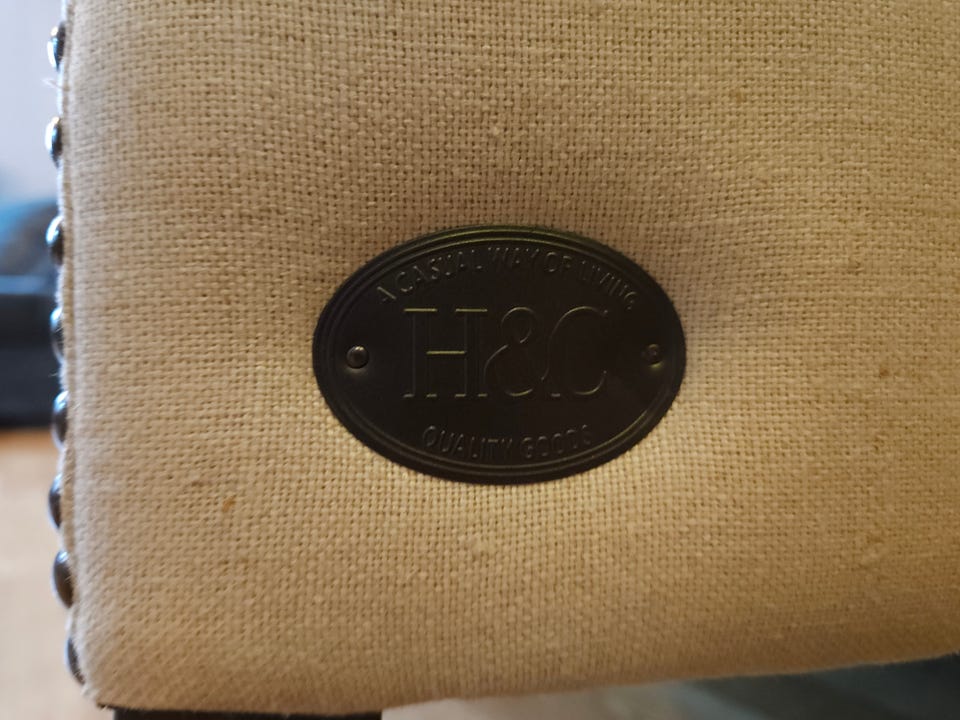 A CASUAL WAY OF LIVING
H&C
QUALITY GOODS